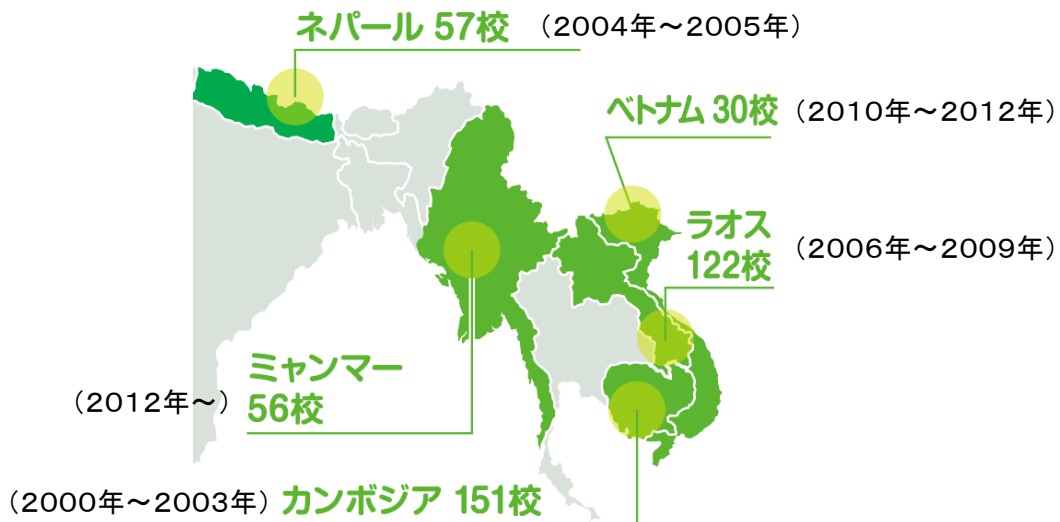 ネパール 57校 （2004年～2005年）
ベトナム 30校 （2010年～2012年）
ラオス
122校 （2006年～2009年）
ミャンマー
（2012年～） 56校
（2000年～2003年） カンボジア 151校